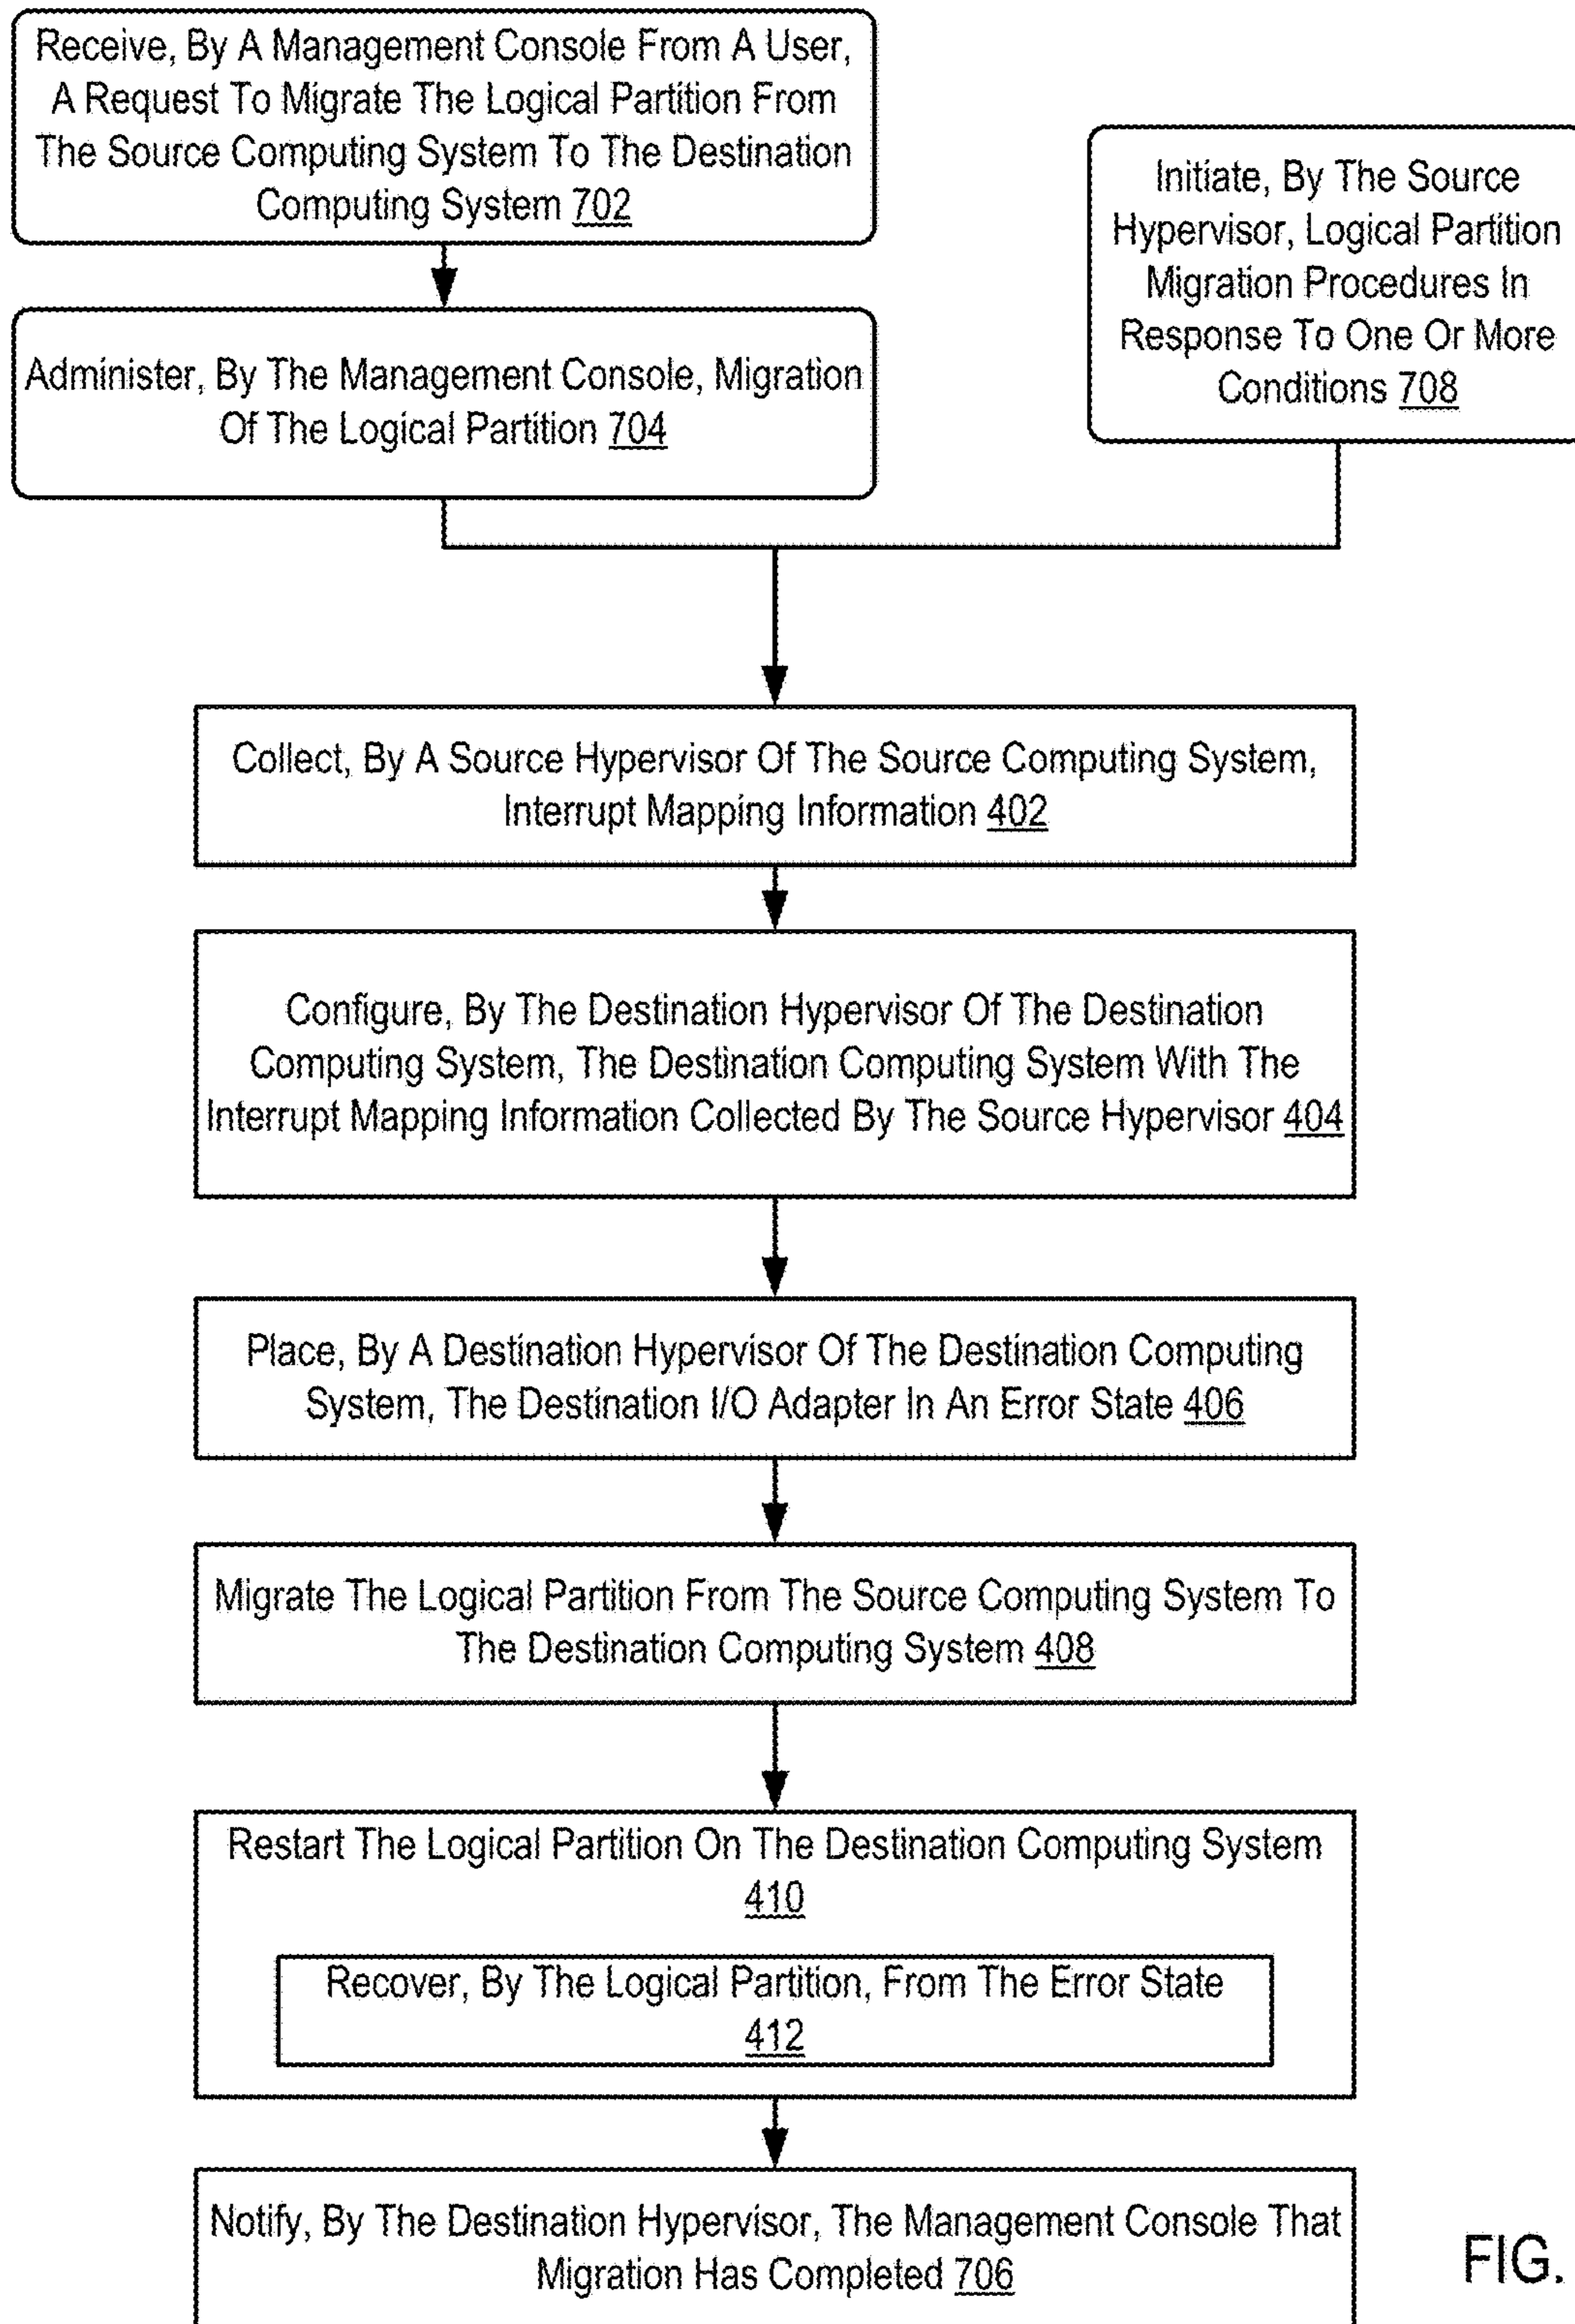 Receive, By A Management Console From A User,
A Request To Migrate The Logical Partition From
The Source Computing System To The Destination
Computing System 702
Initiate, By The Source
Hypervisor, Logical Partition
Migration Procedures In
Response To One Or More
Conditions 708
Administer, By The Management Console, Migration
Of The Logical Partition 704
Collect, By A Source Hypervisor Of The Source Computing System,
Interrupt Mapping Information 402
Configure, By The Destination Hypervisor Of The Destination
Computing System, The Destination Computing System With The
Interrupt Mapping Information Collected By The Source Hypervisor 404
Place, By A Destination Hypervisor Of The Destination Computing
System, The Destination I/O Adapter In An Error State 406
Migrate The Logical Partition From The Source Computing System To
The Destination Computing System 408
Restart The Logical Partition On The Destination Computing System
410
Recover, By The Logical Partition, From The Error State
412
Notify, By The Destination Hypervisor, The Management Console That
Migration Has Completed 706
FIG.